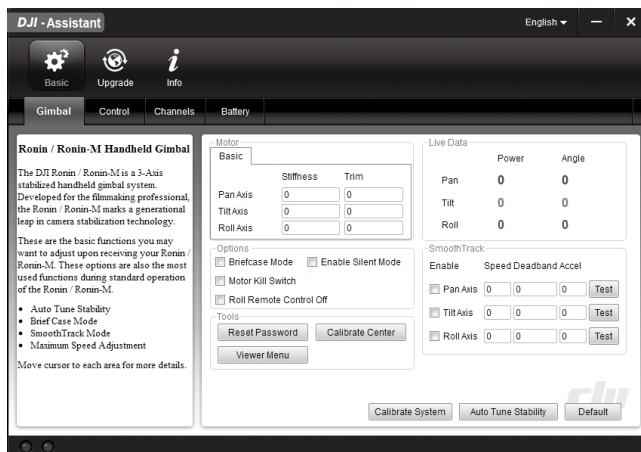 DJI - Assistant
English
Basic
Upgrade
Info
Gimbal
Control
Channels
Battery
Ronin / Ronin-M Handheld Gimbal
The DJI Ronin / Ronin-M is a 3-Axis
stabilized handheld gimbal system.
Developed for the filmmaking professional,
the Ronin / Ronin-M marks a generational
leap in camera stabilization technology.
These are the basic functions you may
want to adjust upon receiving your Ronin /
Ronin-M. These options are also the most
used functions during standard operation
of the Ronin / Ronin-M.
• Auto Tune Stability
• Brief Case Mode
• SmoothTrack Mode
• Maximum Speed Adjustment
Move cursor to each area for more details.
Motor
Basic
Stiffness Trim
Pan Axis 0 0
Tilt Axis 0 0
Roll Axis 0 0
Options
Briefcase Mode Enable Silent Mode
Motor Kill Switch
Roll Remote Control Off
Tools
Reset Password Calibrate Center
Viewer Menu
Live Data
Power Angle
Pan 0 0
Tilt 0 0
Roll 0 0
SmoothTrack
Enable Speed Deadband Accel
Pan Axis 0 0 0 Test
Tilt Axis 0 0 0 Test
Roll Axis 0 0 0 Test
dji
Calibrate System Auto Tune Stability Default